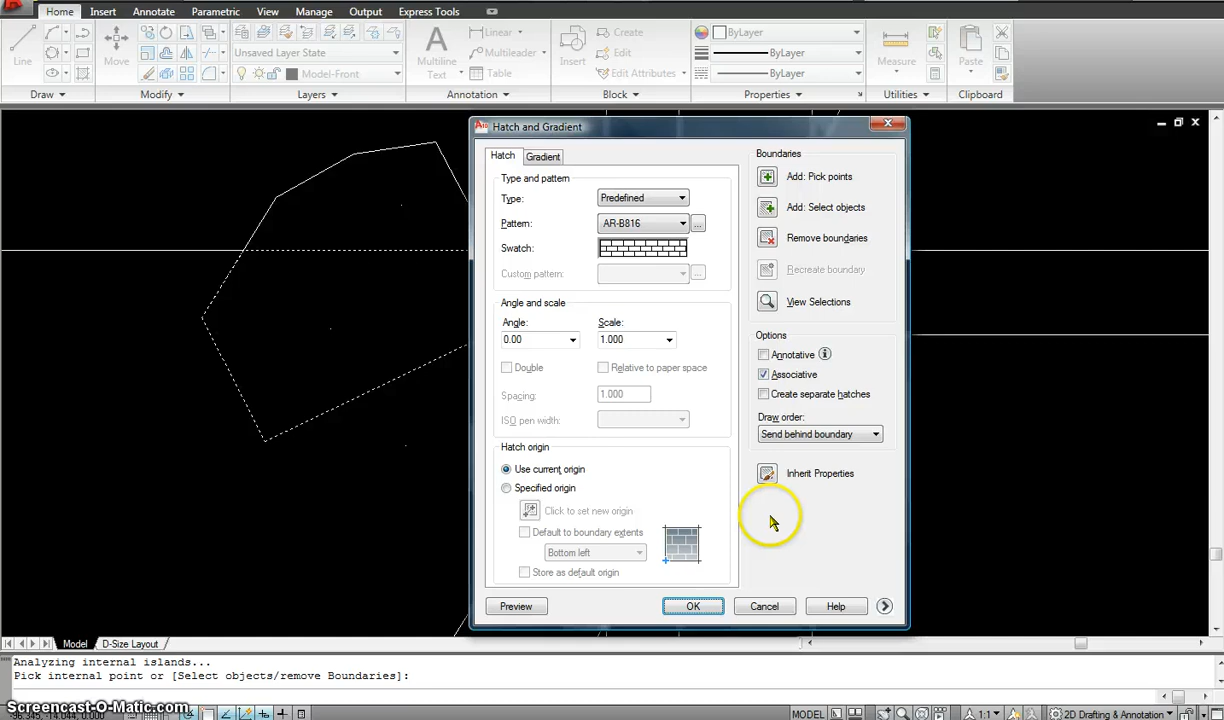 Home Insert Annotate Parametric View Manage Output Express Tools
Line
Move
Unsaved Layer State
Model-Front
Multiline Text
Linear
Multileader
Table
Insert
Create
Edit
Edit Attributes
ByLayer
ByLayer
ByLayer
Measure
Paste
Draw Modify Layers Annotation Block Properties Utilities Clipboard
Hatch and Gradient
Hatch Gradient
Type and pattern
Type: Predefined
Pattern: AR-B816 ...
Swatch:
Custom pattern: ...
Angle and scale
Angle: Scale:
0.00 1.000
Double Relative to paper space
Spacing: 1.000
ISO pen width:
Hatch origin
Use current origin
Specified origin
Click to set new origin
Default to boundary extents
Bottom left
Store as default origin
Boundaries
Add: Pick points
Add: Select objects
Remove boundaries
Recreate boundary
View Selections
Options
Annotative
Associative
Create separate hatches
Draw order:
Send behind boundary
Inherit Properties
Preview OK Cancel Help
Model D-Size Layout
Analyzing internal islands...
Pick internal point or [Select objects/remove Boundaries]:
Screencast-O-Matic.com
MODEL 1:1 2D Drafting & Annotation